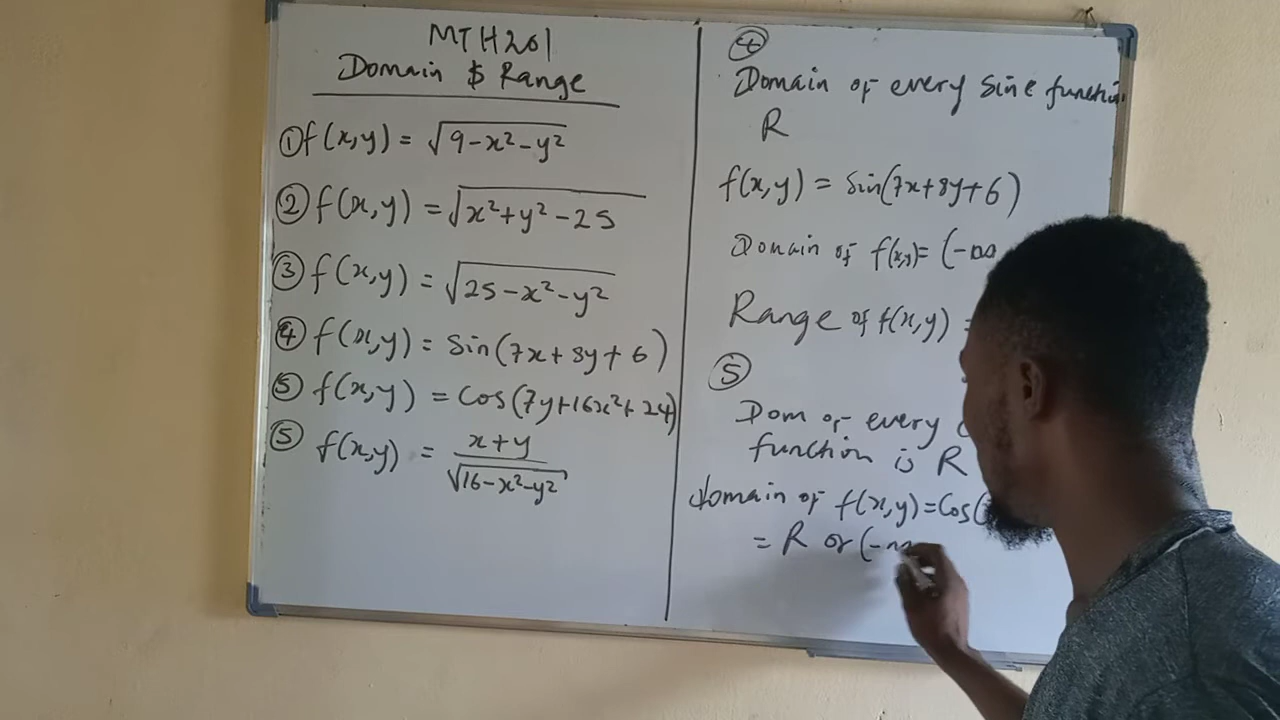 MTH201
Domain $ Range
① f(x,y) = √9-x²-y²
② f(x,y) = √x²+y²-25
③ f(x,y) = √25-x²-y²
④ f(x,y) = Sin(7x+8y+6)
⑤ f(x,y) = Cos(7y+16x²+24)
⑤ f(x,y) = x+y / √16-x²-y²
④
Domain of every Sine function
R
f(x,y) = Sin(7x+8y+6)
Domain of f(x,y)= (-∞
Range of f(x,y) =
⑤
Dom of every
function is R
domain of f(x,y)=Cos(
= R or (-∞